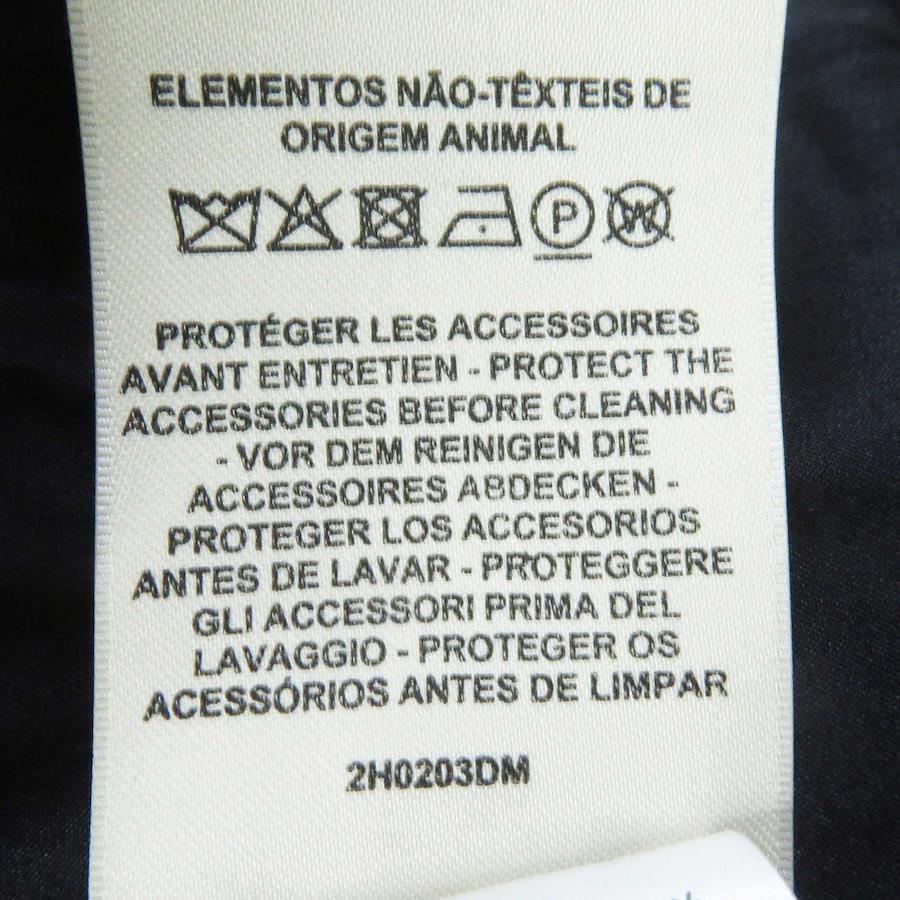 ELEMENTOS NÃO-TÊXTEIS DE
ORIGEM ANIMAL
P W
PROTÉGER LES ACCESSOIRES
AVANT ENTRETIEN - PROTECT THE
ACCESSORIES BEFORE CLEANING
- VOR DEM REINIGEN DIE
ACCESSOIRES ABDECKEN -
PROTEGER LOS ACCESORIOS
ANTES DE LAVAR - PROTEGGERE
GLI ACCESSORI PRIMA DEL
LAVAGGIO - PROTEGER OS
ACESSÓRIOS ANTES DE LIMPAR
2H0203DM